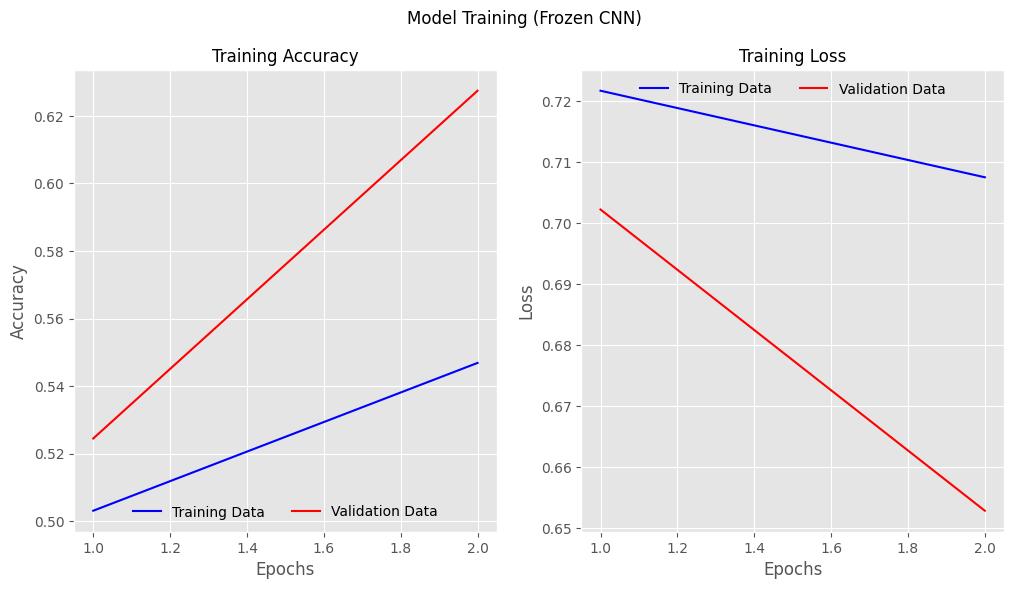 Model Training (Frozen CNN)
Training Accuracy
Accuracy
0.62
0.60
0.58
0.56
0.54
0.52
0.50
Training Data Validation Data
1.0 1.2 1.4 1.6 1.8 2.0
Epochs
Training Loss
Training Data Validation Data
Loss
0.72
0.71
0.70
0.69
0.68
0.67
0.66
0.65
1.0 1.2 1.4 1.6 1.8 2.0
Epochs